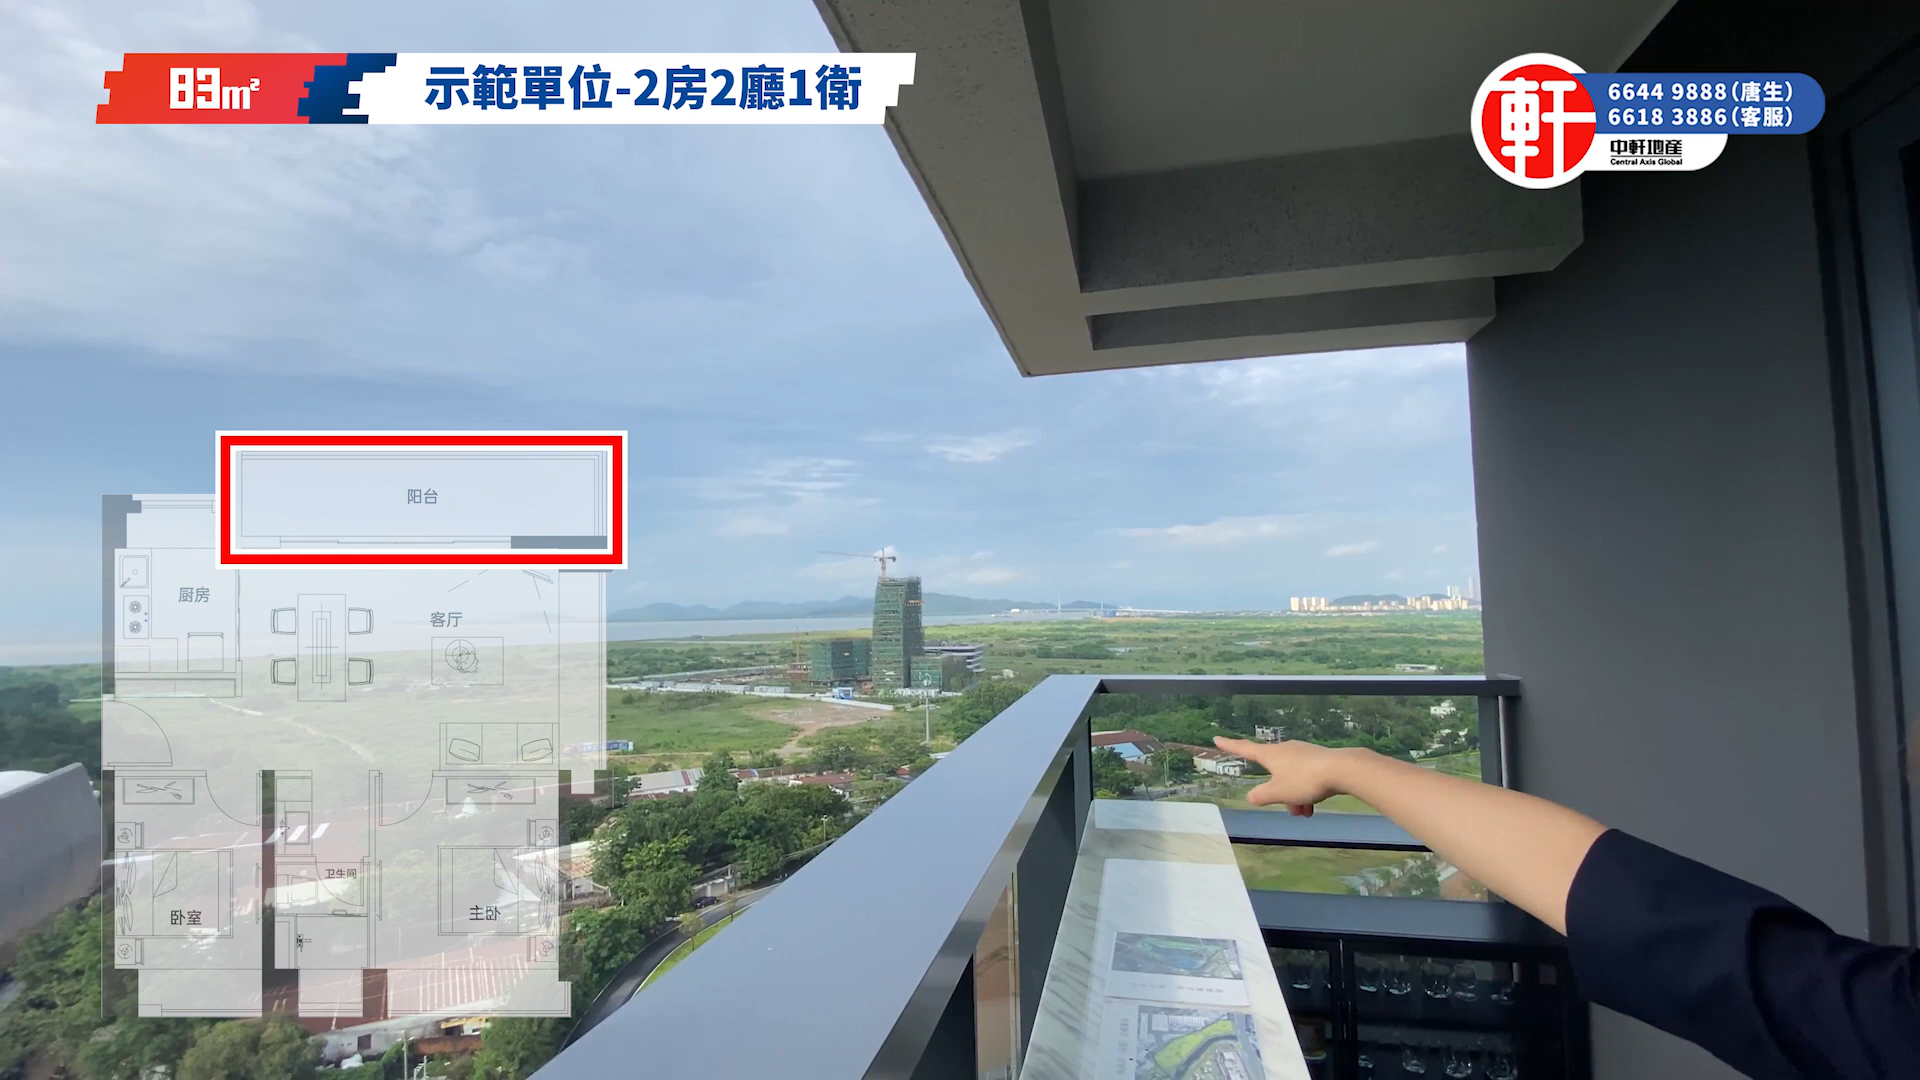 83m²
示範單位-2房2廳1衛
軒
6644 9888(唐生)
6618 3886(客服)
中軒地産
Central Axis Global
阳台
厨房
客厅
卫生间
卧室
主卧